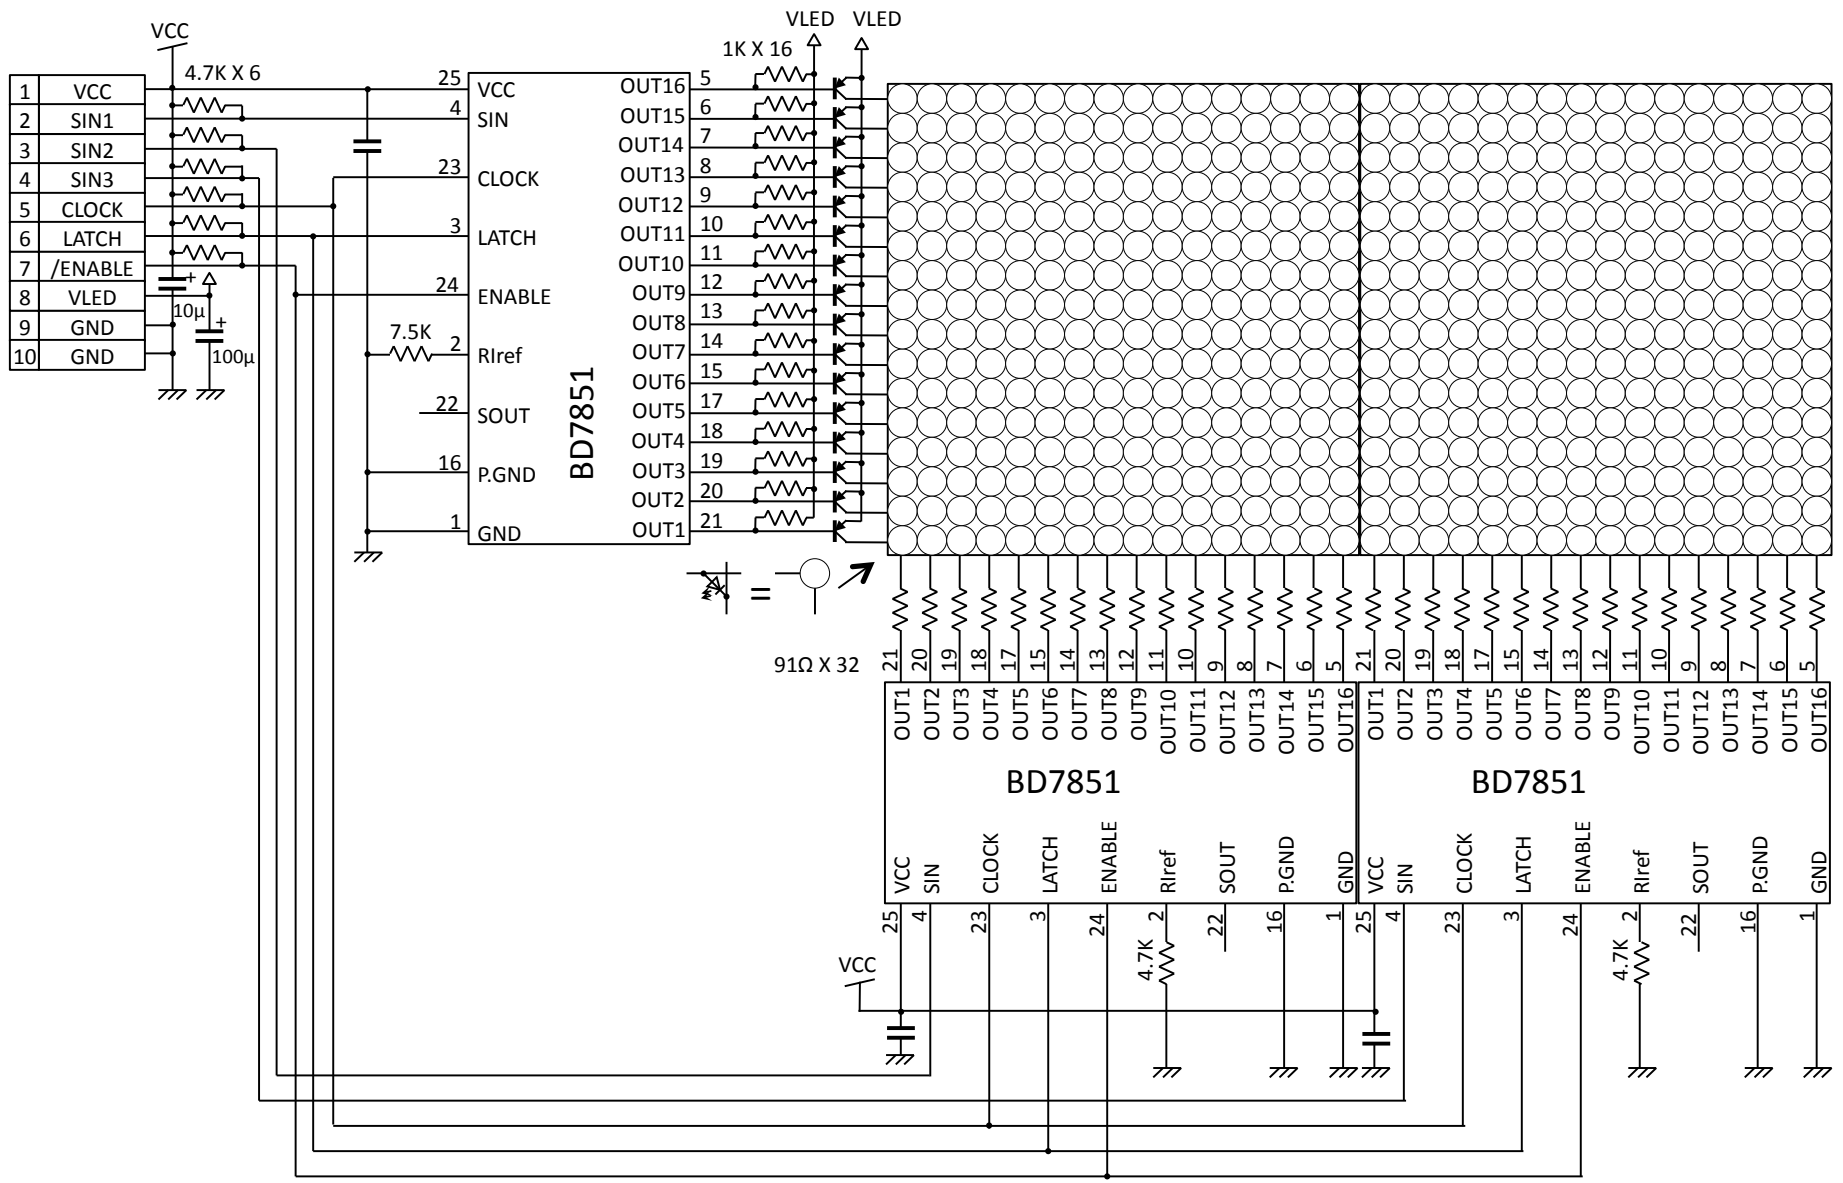 VCC
4.7K X 6
1 VCC
2 SIN1
3 SIN2
4 SIN3
5 CLOCK
6 LATCH
7 /ENABLE
8 VLED
9 GND
10 GND
+
10µ
+
100µ
25 VCC
4 SIN
23 CLOCK
3 LATCH
24 ENABLE
7.5K
2 RIref
22 SOUT
16 P.GND
1 GND
BD7851
VLED VLED
1K X 16
OUT16 5
OUT15 6
OUT14 7
OUT13 8
OUT12 9
OUT11 10
OUT10 11
OUT9 12
OUT8 13
OUT7 14
OUT6 15
OUT5 17
OUT4 18
OUT3 19
OUT2 20
OUT1 21
=
91Ω X 32
21 20 19 18 17 15 14 13 12 11 10 9 8 7 6 5 21 20 19 18 17 15 14 13 12 11 10 9 8 7 6 5
OUT1 OUT2 OUT3 OUT4 OUT5 OUT6 OUT7 OUT8 OUT9 OUT10 OUT11 OUT12 OUT13 OUT14 OUT15 OUT16 OUT1 OUT2 OUT3 OUT4 OUT5 OUT6 OUT7 OUT8 OUT9 OUT10 OUT11 OUT12 OUT13 OUT14 OUT15 OUT16
BD7851 BD7851
VCC SIN CLOCK LATCH ENABLE RIref SOUT P.GND GND VCC SIN CLOCK LATCH ENABLE RIref SOUT P.GND GND
25 4 23 3 24 2 22 16 1 25 4 23 3 24 2 22 16 1
4.7K 4.7K
VCC